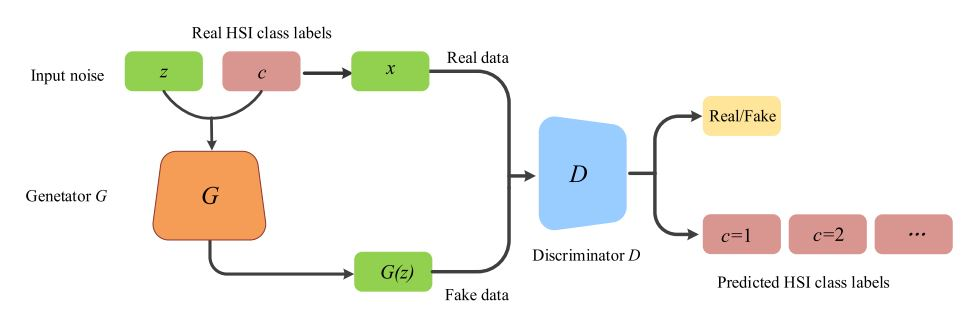 Real HSI class labels
Input noise
z
c
x
Real data
Real/Fake
Genetator G
G
D
c=1
c=2
...
G(z)
Discriminator D
Fake data
Predicted HSI class labels